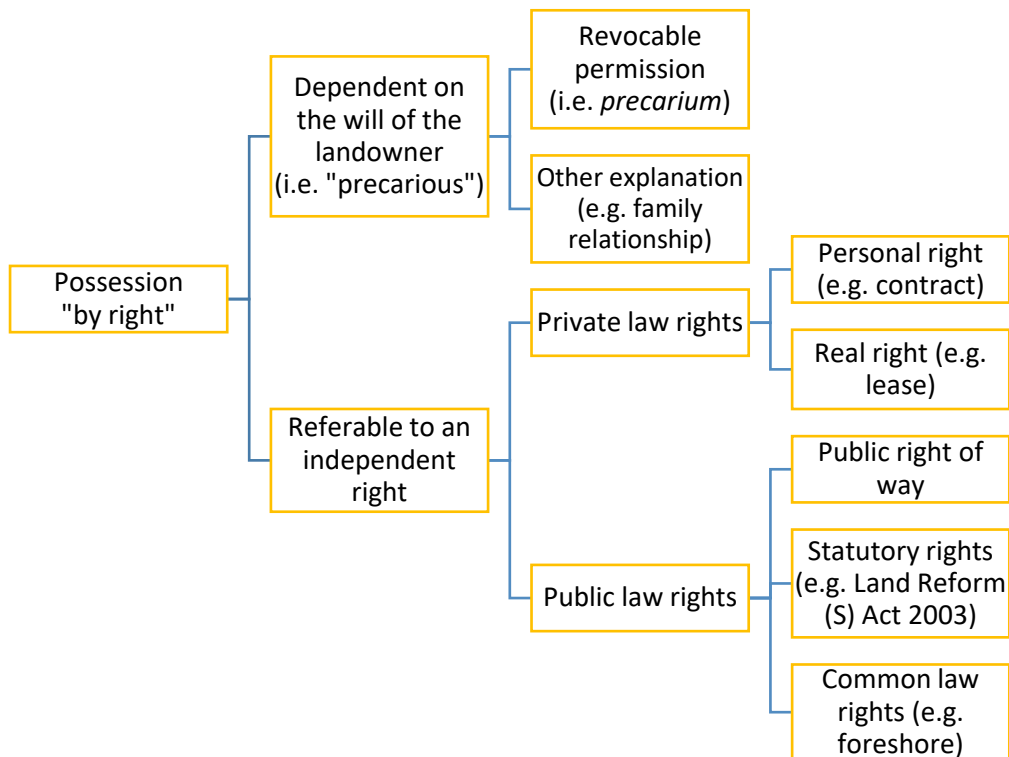 Possession
"by right"
Dependent on
the will of the
landowner
(i.e. "precarious")
Revocable
permission
(i.e. precarium)
Other explanation
(e.g. family
relationship)
Referable to an
independent
right
Private law rights
Personal right
(e.g. contract)
Real right (e.g.
lease)
Public law rights
Public right of
way
Statutory rights
(e.g. Land Reform
(S) Act 2003)
Common law
rights (e.g.
foreshore)